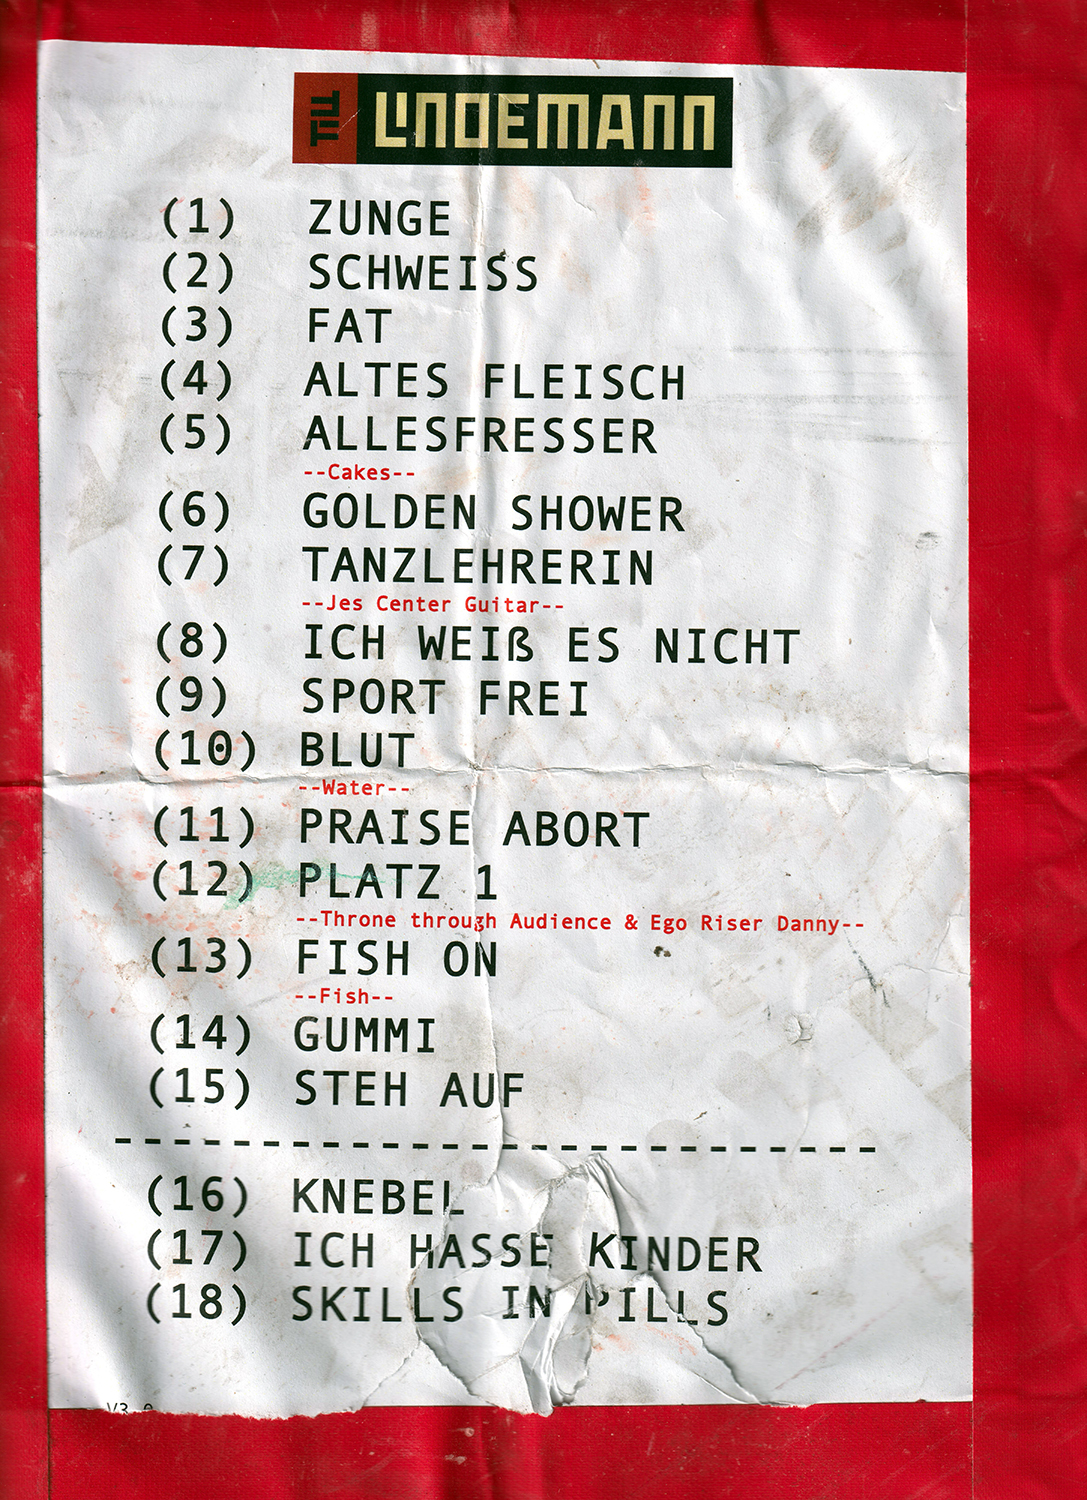 TILL LINDEMANN
(1) ZUNGE
(2) SCHWEISS
(3) FAT
(4) ALTES FLEISCH
(5) ALLESFRESSER
--Cakes--
(6) GOLDEN SHOWER
(7) TANZLEHRERIN
--Jes Center Guitar--
(8) ICH WEIß ES NICHT
(9) SPORT FREI
(10) BLUT
--Water--
(11) PRAISE ABORT
(12) PLATZ 1
--Throne through Audience & Ego Riser Danny--
(13) FISH ON
--Fish--
(14) GUMMI
(15) STEH AUF
----------------------------
(16) KNEBEL
(17) ICH HASSE KINDER
(18) SKILLS IN PILLS